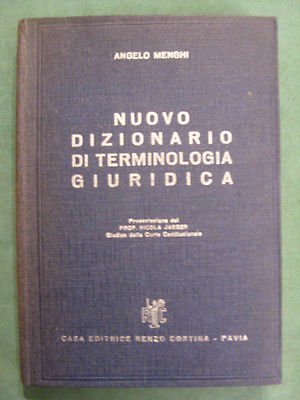 ANGELO MENGHI
NUOVO
DIZIONARIO
DI TERMINOLOGIA
GIURIDICA
Presentazione del
PROF. NICOLA JAEGER
Giudice della Corte Costituzionale
CASA EDITRICE RENZO CORTINA - PAVIA